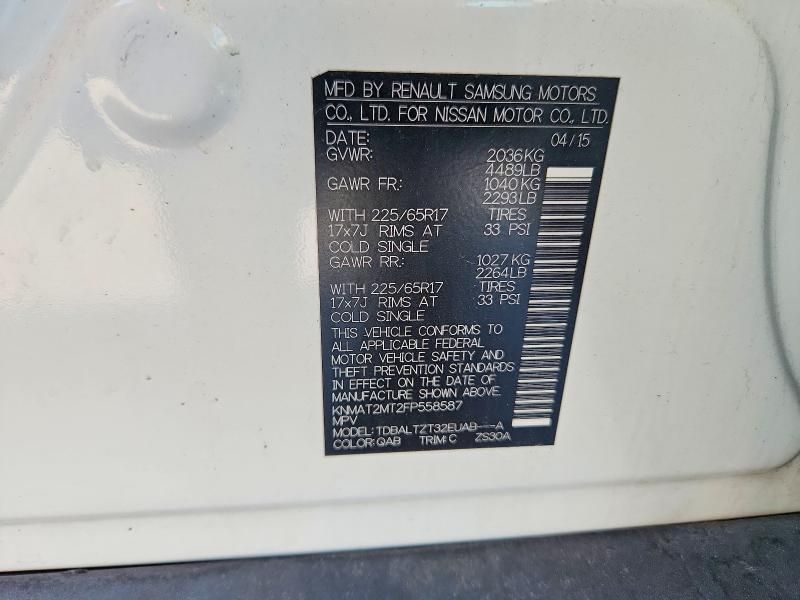 MFD BY RENAULT SAMSUNG MOTORS
CO., LTD. FOR NISSAN MOTOR CO., LTD.
DATE: 04/15
GVWR: 2036KG
4489LB
GAWR FR.: 1040KG
2293LB
WITH 225/65R17 TIRES
17x7J RIMS AT 33 PSI
COLD SINGLE
GAWR RR.: 1027KG
2264LB
WITH 225/65R17 TIRES
17x7J RIMS AT 33 PSI
COLD SINGLE
THIS VEHICLE CONFORMS TO
ALL APPLICABLE FEDERAL
MOTOR VEHICLE SAFETY AND
THEFT PREVENTION STANDARDS
IN EFFECT ON THE DATE OF
MANUFACTURE SHOWN ABOVE.
KNMAT2MT2FP558587
MPV
MODEL: TDBALTZT32EUAB---A
COLOR: QAB TRIM: C ZS30A